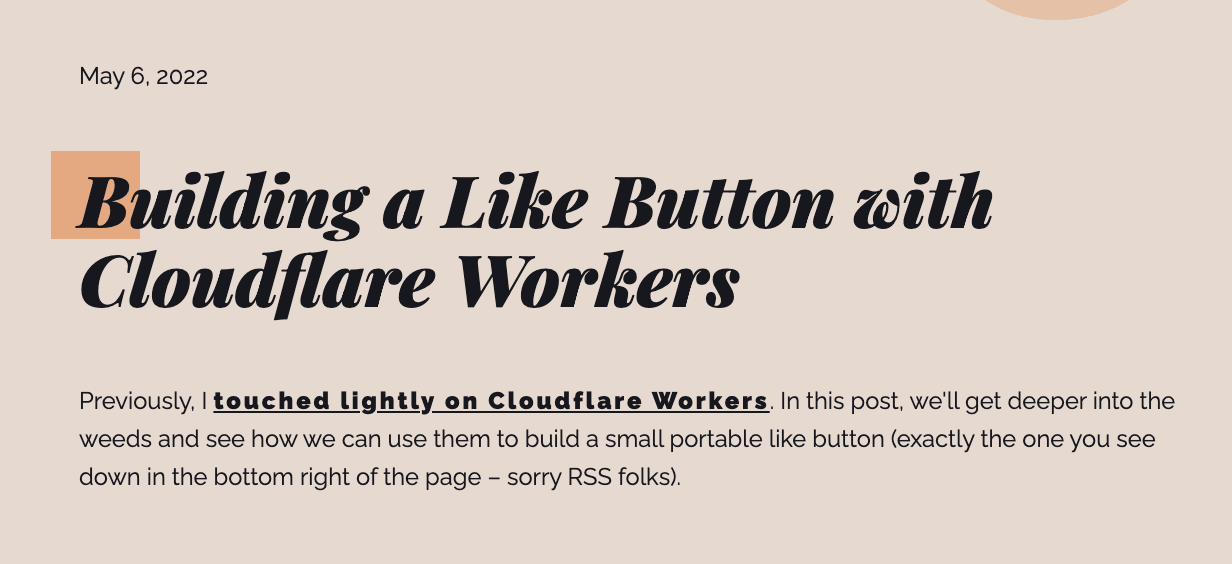 May 6, 2022
Building a Like Button with
Cloudflare Workers
Previously, I touched lightly on Cloudflare Workers. In this post, we'll get deeper into the
weeds and see how we can use them to build a small portable like button (exactly the one you see
down in the bottom right of the page – sorry RSS folks).